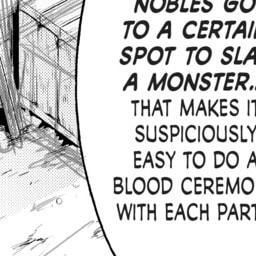 NOBLES GO
TO A CERTAIN
SPOT TO SLA
A MONSTER..
THAT MAKES IT
SUSPICIOUSLY
EASY TO DO A
BLOOD CEREMO
WITH EACH PART